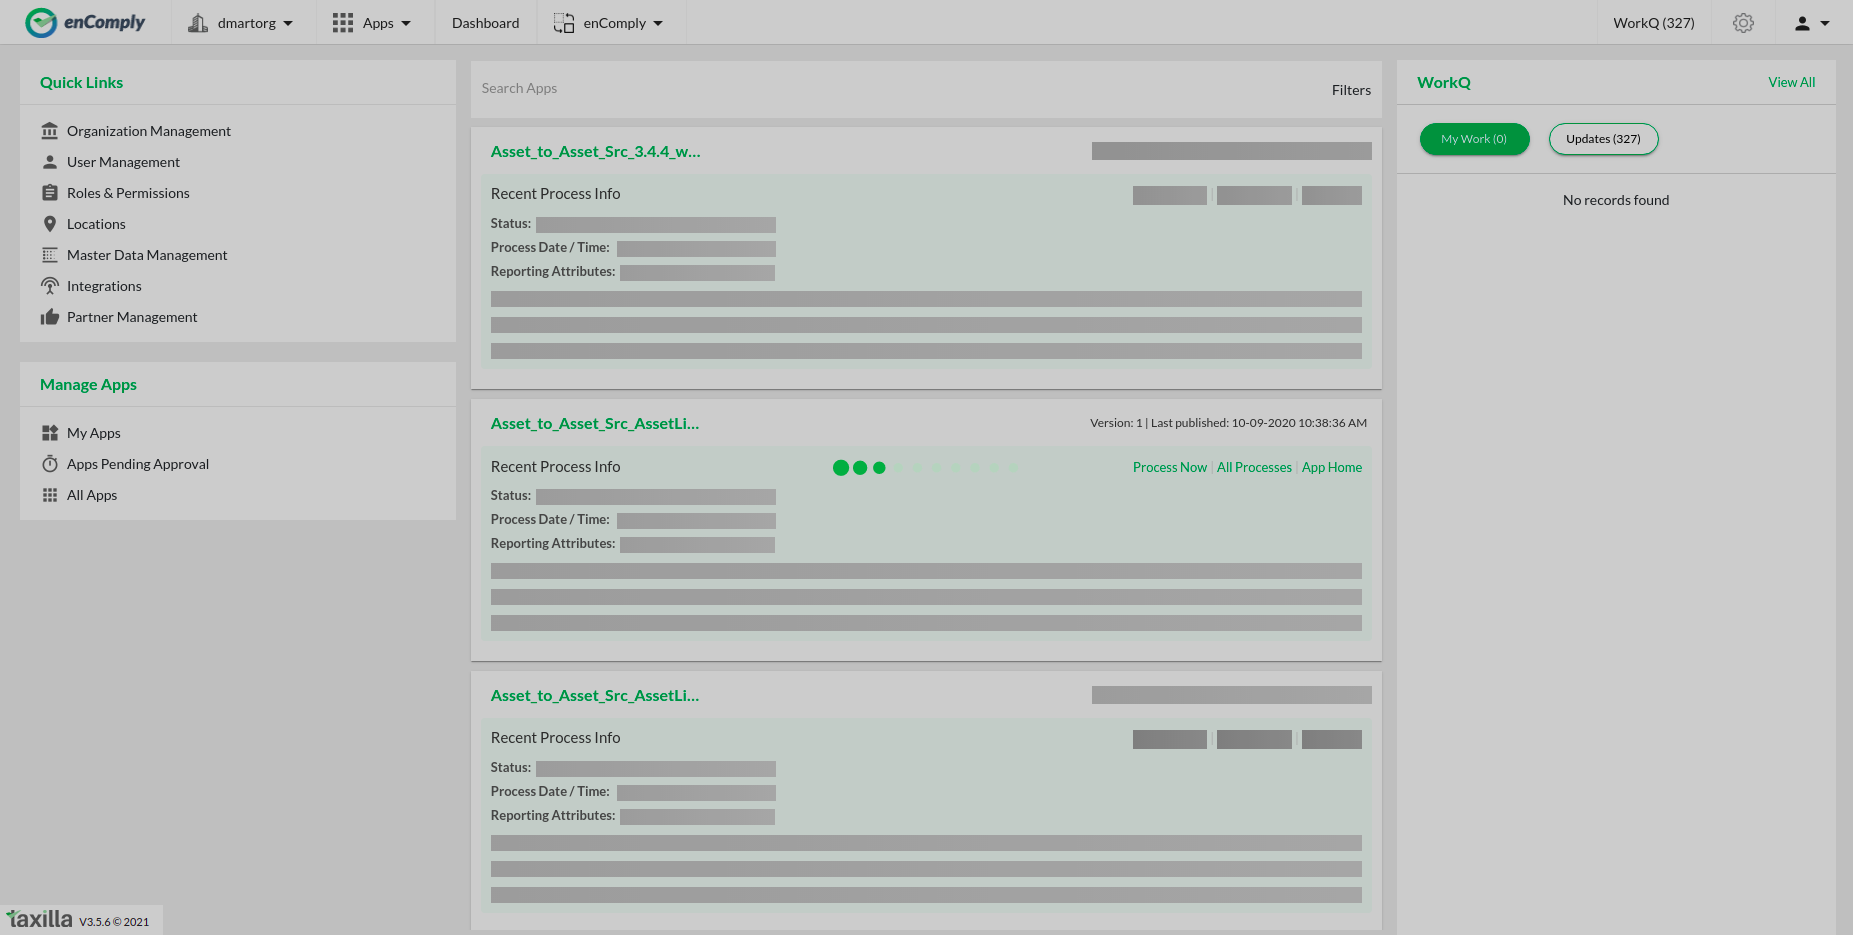 enComply
dmartorg
Apps
Dashboard
enComply
WorkQ (327)
Quick Links
Organization Management
User Management
Roles & Permissions
Locations
Master Data Management
Integrations
Partner Management
Manage Apps
My Apps
Apps Pending Approval
All Apps
Search Apps
Filters
Asset_to_Asset_Src_3.4.4_w...
Recent Process Info
Status:
Process Date / Time:
Reporting Attributes:
Asset_to_Asset_Src_AssetLi...
Version: 1 | Last published: 10-09-2020 10:38:36 AM
Recent Process Info
Process Now | All Processes | App Home
Status:
Process Date / Time:
Reporting Attributes:
Asset_to_Asset_Src_AssetLi...
Recent Process Info
Status:
Process Date / Time:
Reporting Attributes:
WorkQ
View All
My Work (0)
Updates (327)
No records found
taxilla V3.5.6 © 2021